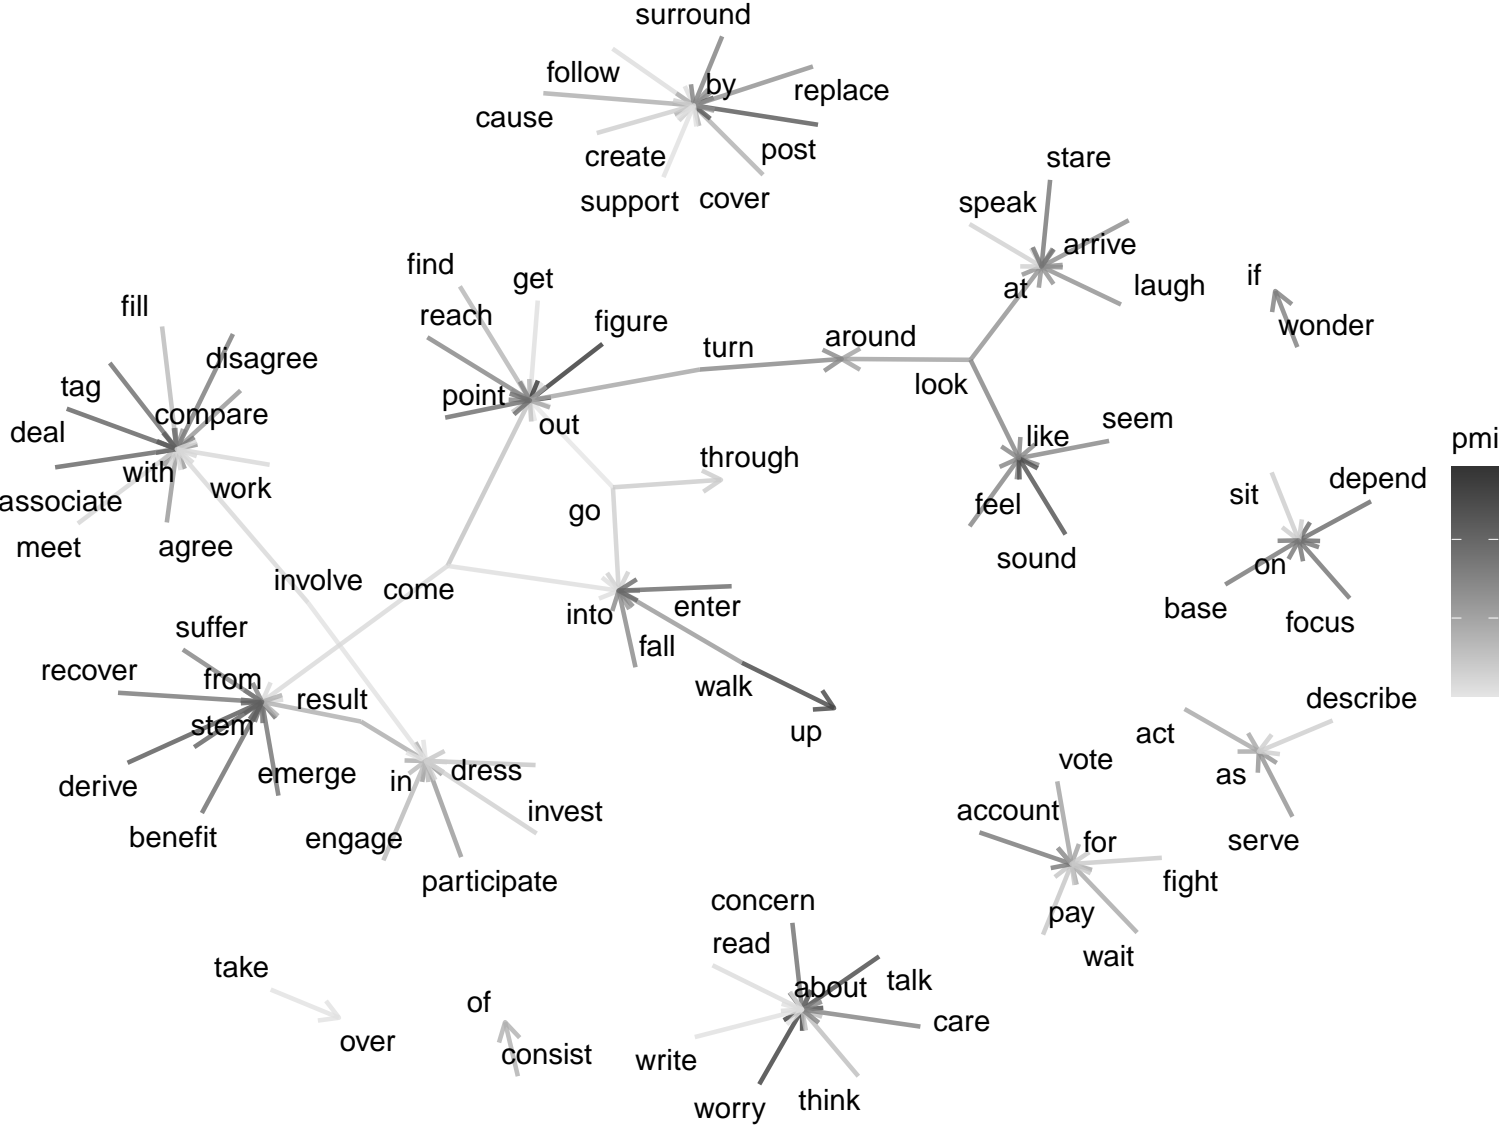 surround
follow
by
replace
cause
create
post
support
cover
stare
speak
arrive
at
laugh
if
wonder
find
get
reach
figure
turn
around
look
point
out
fill
disagree
tag
compare
deal
with
work
associate
meet
agree
through
go
like
seem
feel
sound
pmi
sit
depend
on
base
focus
involve
come
into
enter
fall
walk
up
suffer
recover
from
result
stem
derive
emerge
benefit
in
dress
invest
engage
participate
describe
act
as
serve
vote
account
for
fight
pay
wait
concern
read
about
talk
care
write
worry
think
take
over
of
consist